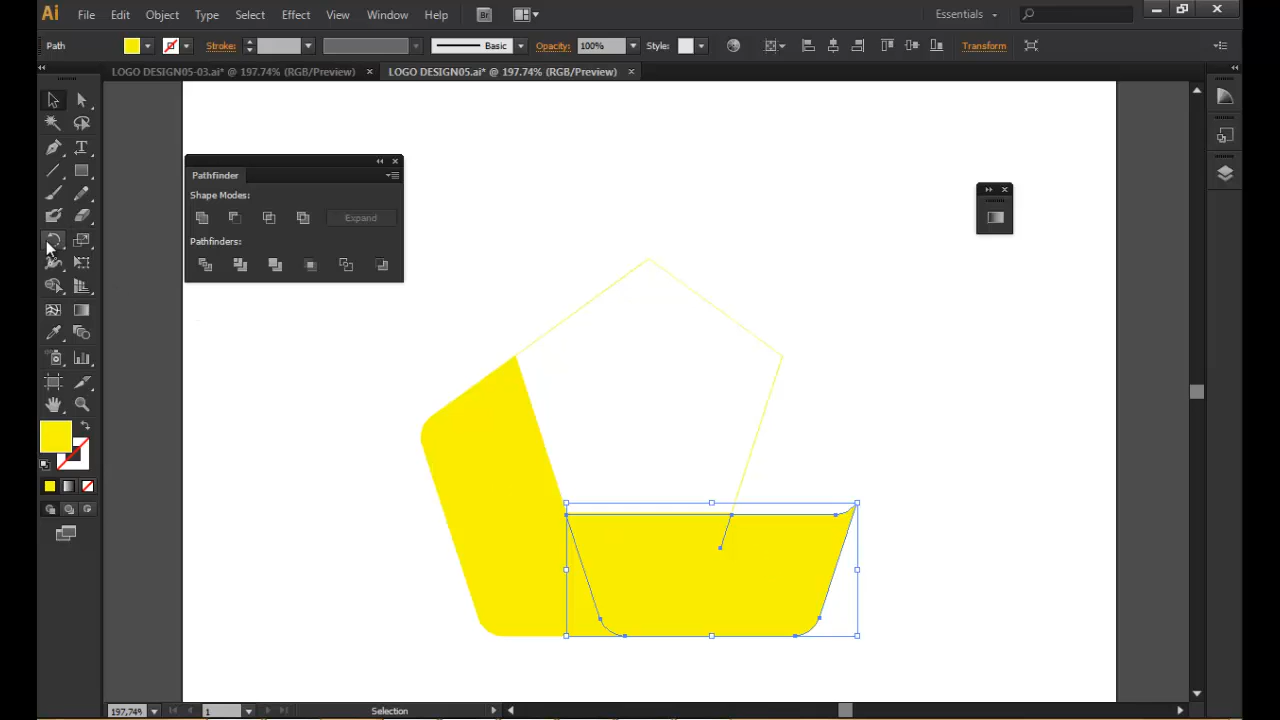 Ai File Edit Object Type Select Effect View Window Help Br Essentials
Path Stroke: Basic Opacity: 100% Style: Transform
LOGO DESIGN05-03.ai* @ 197.74% (RGB/Preview) × LOGO DESIGN05.ai* @ 197.74% (RGB/Preview) ×
Pathfinder
Shape Modes:
Expand
Pathfinders:
197,74% 1 Selection